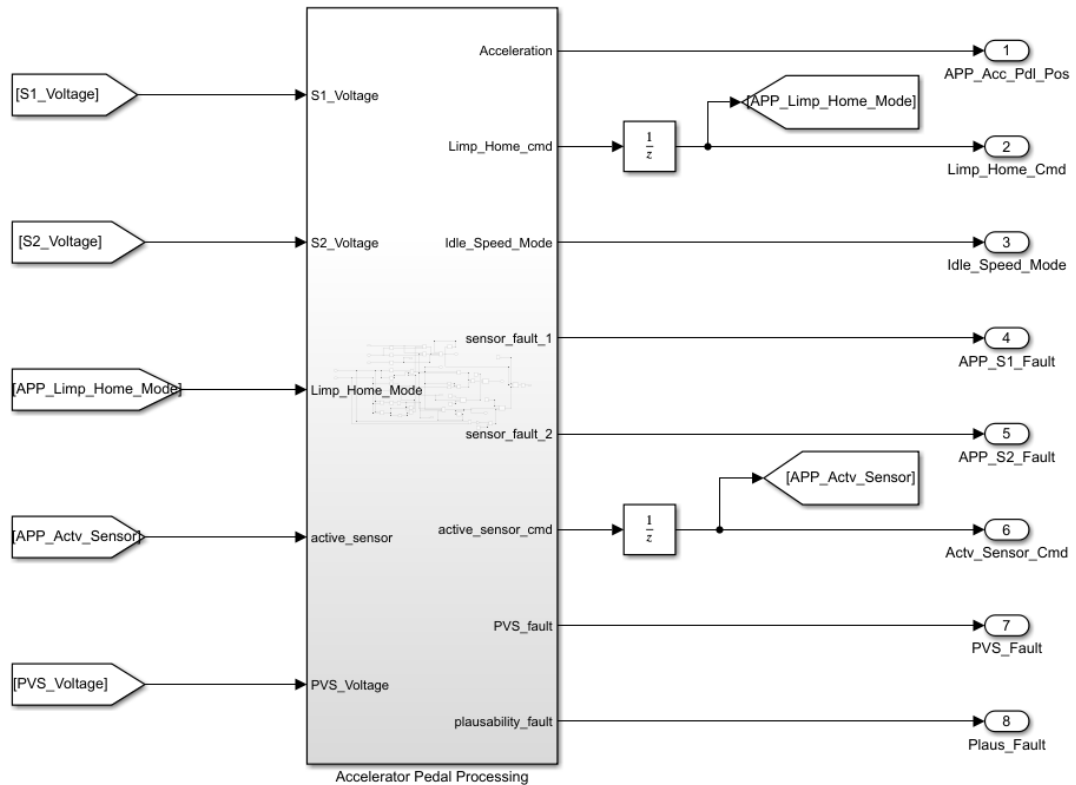 [S1_Voltage]
[S2_Voltage]
[APP_Limp_Home_Mode]
[APP_Actv_Sensor]
[PVS_Voltage]
S1_Voltage
S2_Voltage
Limp_Home_Mode
active_sensor
PVS_Voltage
Acceleration
Limp_Home_cmd
Idle_Speed_Mode
sensor_fault_1
sensor_fault_2
active_sensor_cmd
PVS_fault
plausability_fault
Accelerator Pedal Processing
1
z
[APP_Limp_Home_Mode]
1
z
[APP_Actv_Sensor]
1
APP_Acc_Pdl_Pos
2
Limp_Home_Cmd
3
Idle_Speed_Mode
4
APP_S1_Fault
5
APP_S2_Fault
6
Actv_Sensor_Cmd
7
PVS_Fault
8
Plaus_Fault